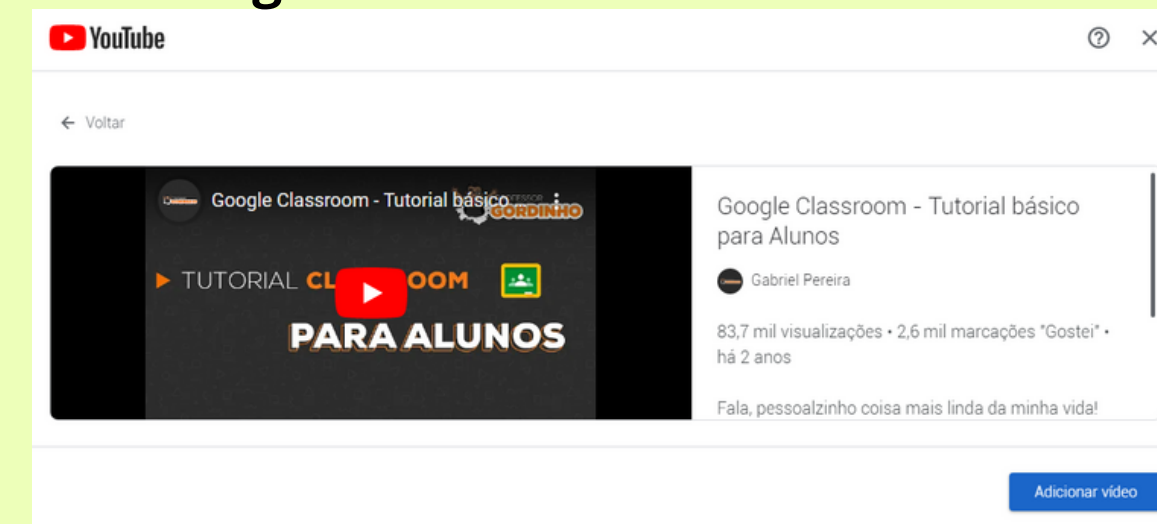 YouTube
← Voltar
Google Classroom - Tutorial básico...
PROFESSOR
GORDINHO
TUTORIAL CL OOM
PARA ALUNOS
Google Classroom - Tutorial básico
para Alunos
Gabriel Pereira
83,7 mil visualizações • 2,6 mil marcações "Gostei" •
há 2 anos
Fala, pessoalzinho coisa mais linda da minha vida!
Adicionar vídeo